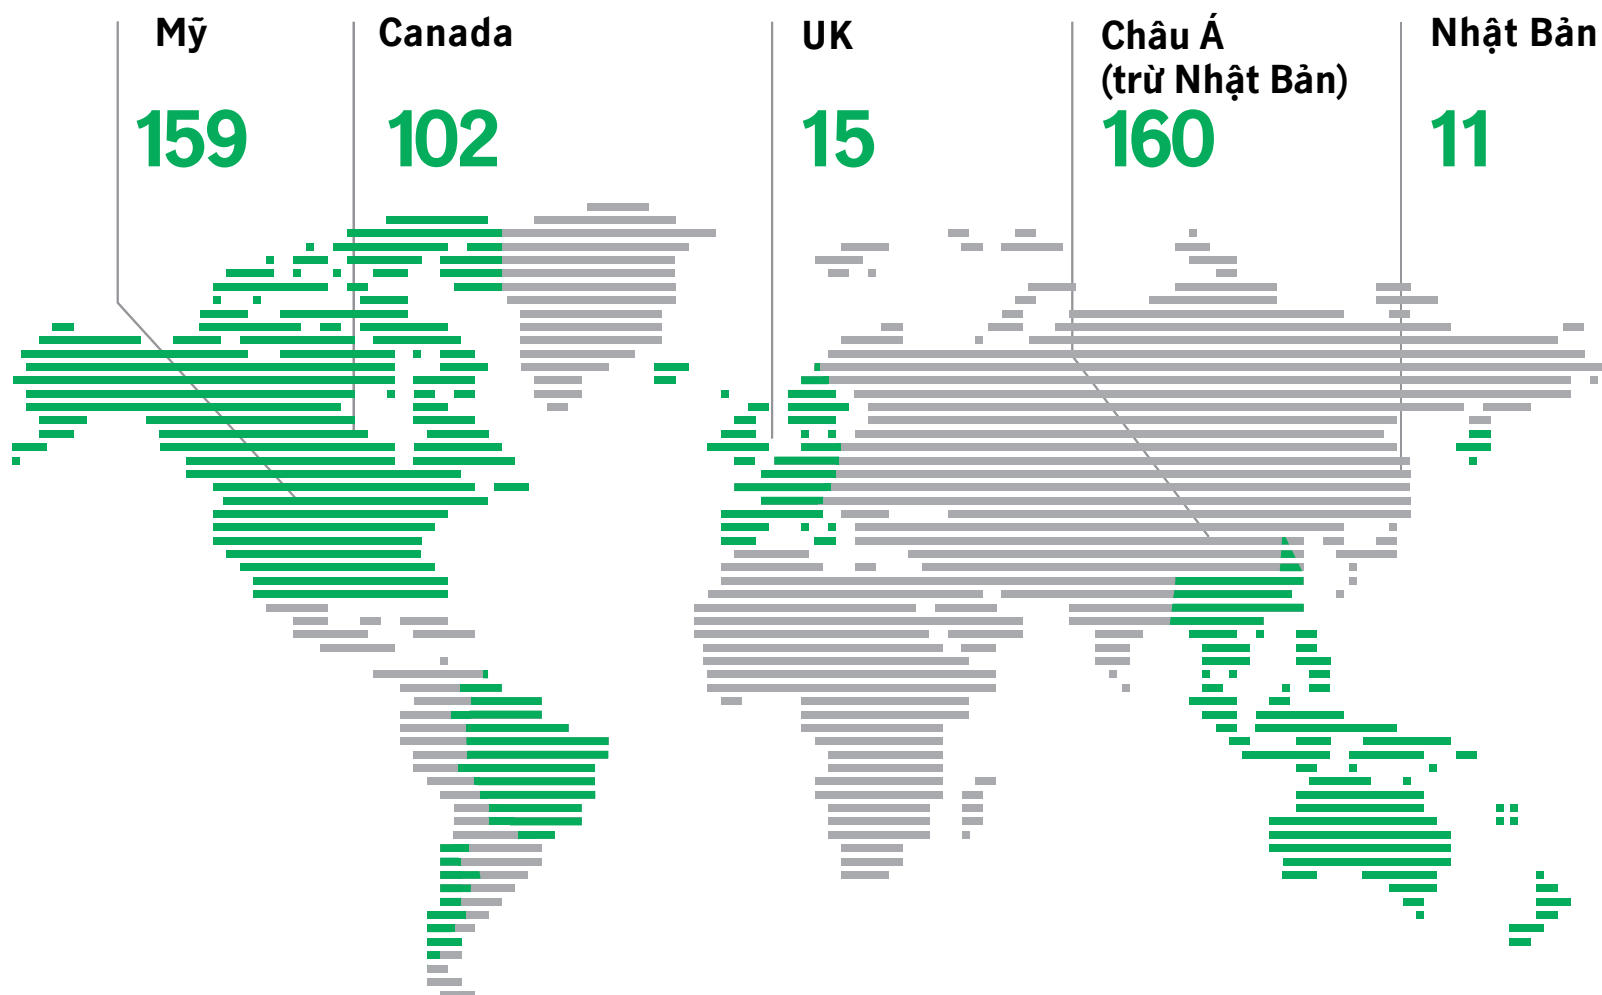 Mỹ
159
Canada
102
UK
15
Châu Á
(trừ Nhật Bản)
160
Nhật Bản
11